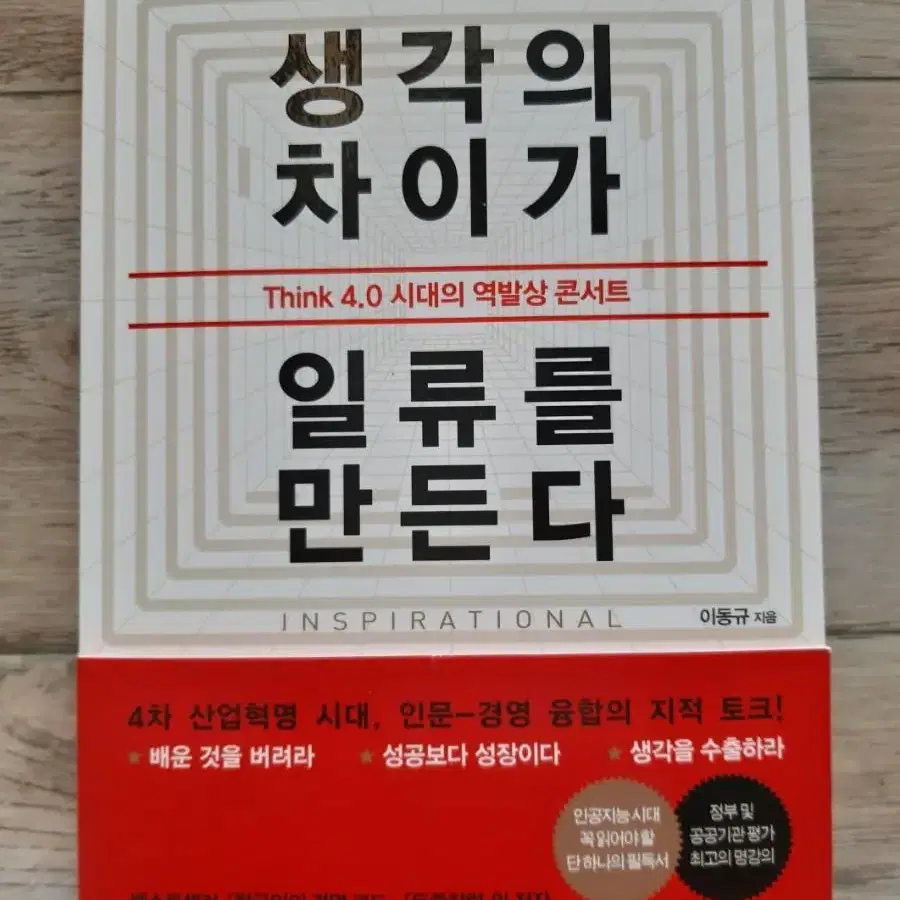 생각의
차이가
Think 4.0 시대의 역발상 콘서트
일류를
만든다
INSPIRATIONAL
이동규 지음
4차 산업혁명 시대, 인문-경영 융합의 지적 토크!
★ 배운 것을 버려라 ★ 성공보다 성장이다 ★ 생각을 수출하라
인공지능 시대
꼭 읽어야 할
단 하나의 필독서
정부 및
공공기관 평가
최고의 명강의